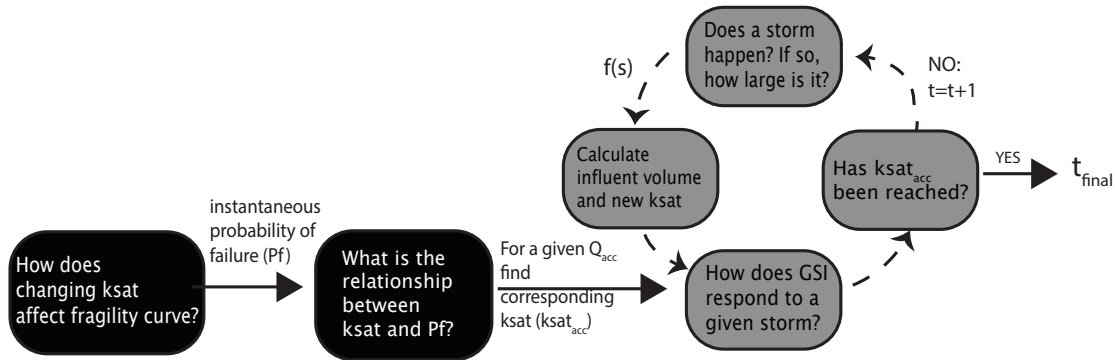 How does
changing ksat
affect fragility curve?
instantaneous
probability of
failure (Pf)
What is the
relationship
between
ksat and Pf?
For a given Qacc
find
corresponding
ksat (ksatacc)
How does GSI
respond to a
given storm?
Has ksatacc
been reached?
YES
tfinal
NO:
t=t+1
Does a storm
happen? If so,
how large is it?
f(s)
Calculate
influent volume
and new ksat